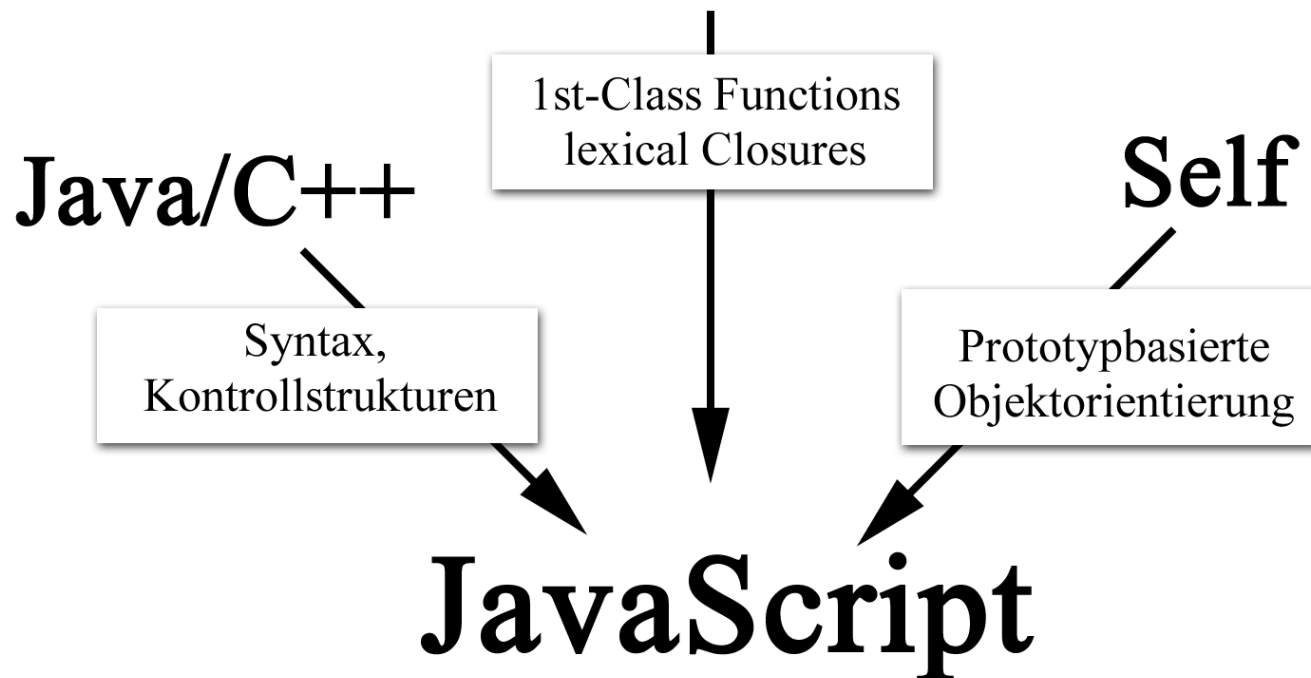 1st-Class Functions
lexical Closures
Java/C++
Self
Syntax,
Kontrollstrukturen
Prototypbasierte
Objektorientierung
JavaScript